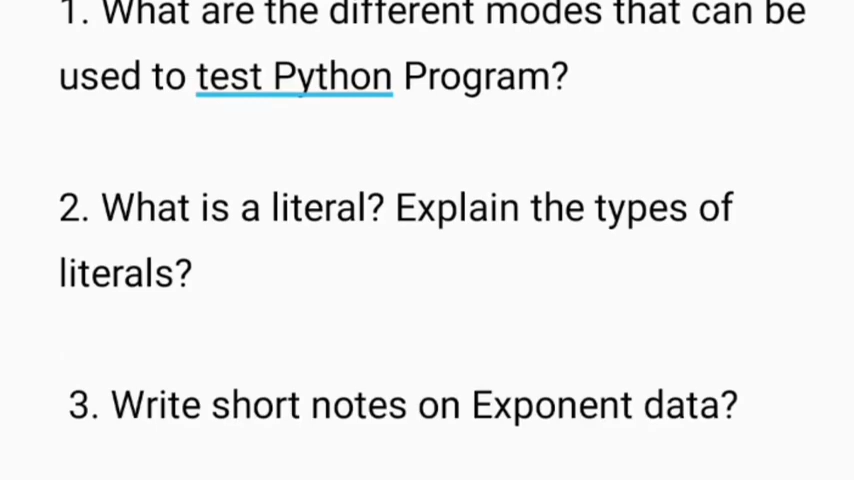 1. What are the different modes that can be
used to test Python Program?
2. What is a literal? Explain the types of
literals?
3. Write short notes on Exponent data?